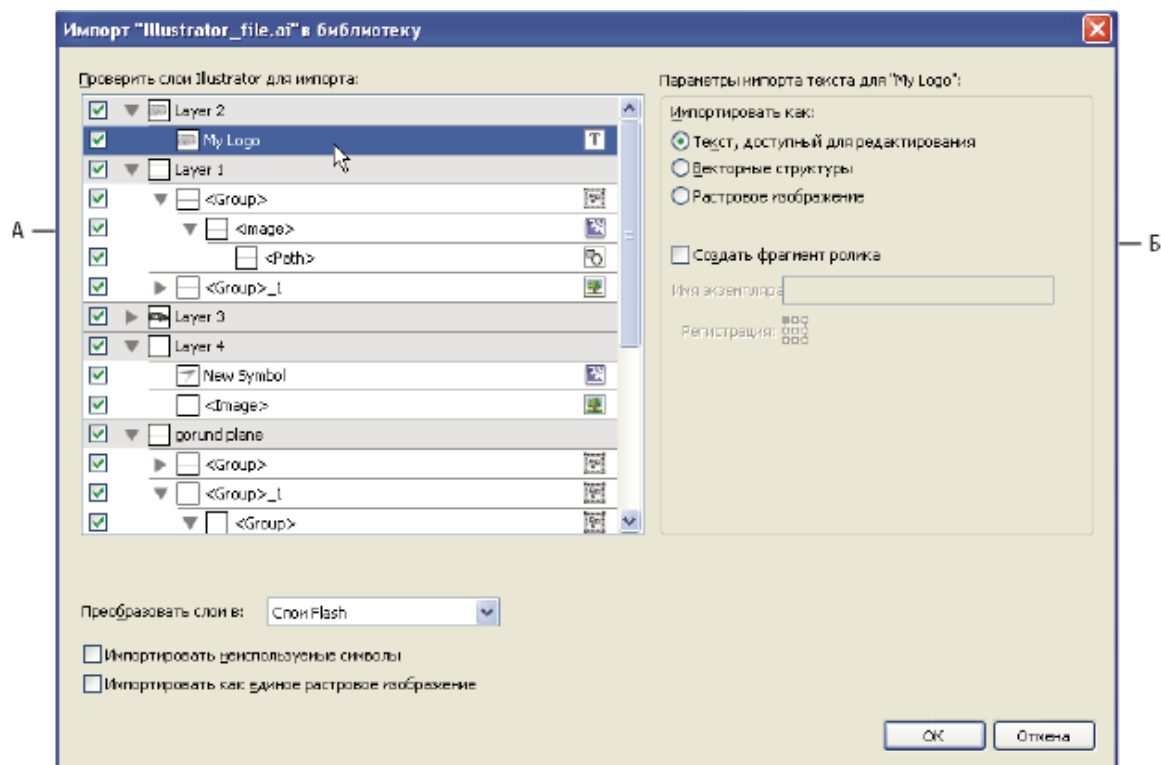 Импорт "Illustrator_file.ai" в библиотеку
Проверить слои Illustrator для импорта:
Layer 2
My Logo
T
Layer 1
<Group>
<Image>
<Path>
<Group>_1
Layer 3
Layer 4
New Symbol
<Image>
gorund plane
<Group>
<Group>_1
<Group>
Преобразовать слои в: Слои Flash
Импортировать неиспользуемые символы
Импортировать как единое растровое изображение
Параметры импорта текста для "My Logo":
Импортировать как:
Текст, доступный для редактирования
Векторные структуры
Растровое изображение
Создать фрагмент ролика
Имя экземпляра
Регистрация:
OK Отмена
А
Б